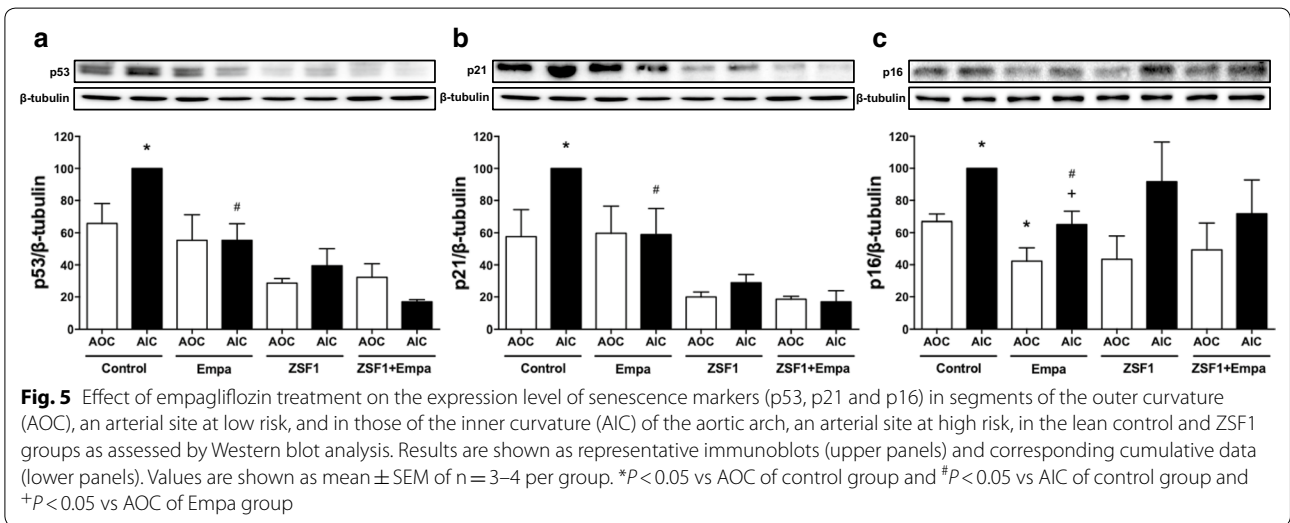 a
p53
β-tubulin
p53/β-tubulin
120
100
80
60
40
20
0
*
#
AOC AIC AOC AIC AOC AIC AOC AIC
Control Empa ZSF1 ZSF1+Empa
b
p21
β-tubulin
p21/β-tubulin
120
100
80
60
40
20
0
*
#
AOC AIC AOC AIC AOC AIC AOC AIC
Control Empa ZSF1 ZSF1+Empa
c
p16
β-tubulin
p16/β-tubulin
120
100
80
60
40
20
0
*
*
#
+
AOC AIC AOC AIC AOC AIC AOC AIC
Control Empa ZSF1 ZSF1+Empa
Fig. 5 Effect of empagliflozin treatment on the expression level of senescence markers (p53, p21 and p16) in segments of the outer curvature
(AOC), an arterial site at low risk, and in those of the inner curvature (AIC) of the aortic arch, an arterial site at high risk, in the lean control and ZSF1
groups as assessed by Western blot analysis. Results are shown as representative immunoblots (upper panels) and corresponding cumulative data
(lower panels). Values are shown as mean ± SEM of n = 3–4 per group. *P < 0.05 vs AOC of control group and #P < 0.05 vs AIC of control group and
+P < 0.05 vs AOC of Empa group